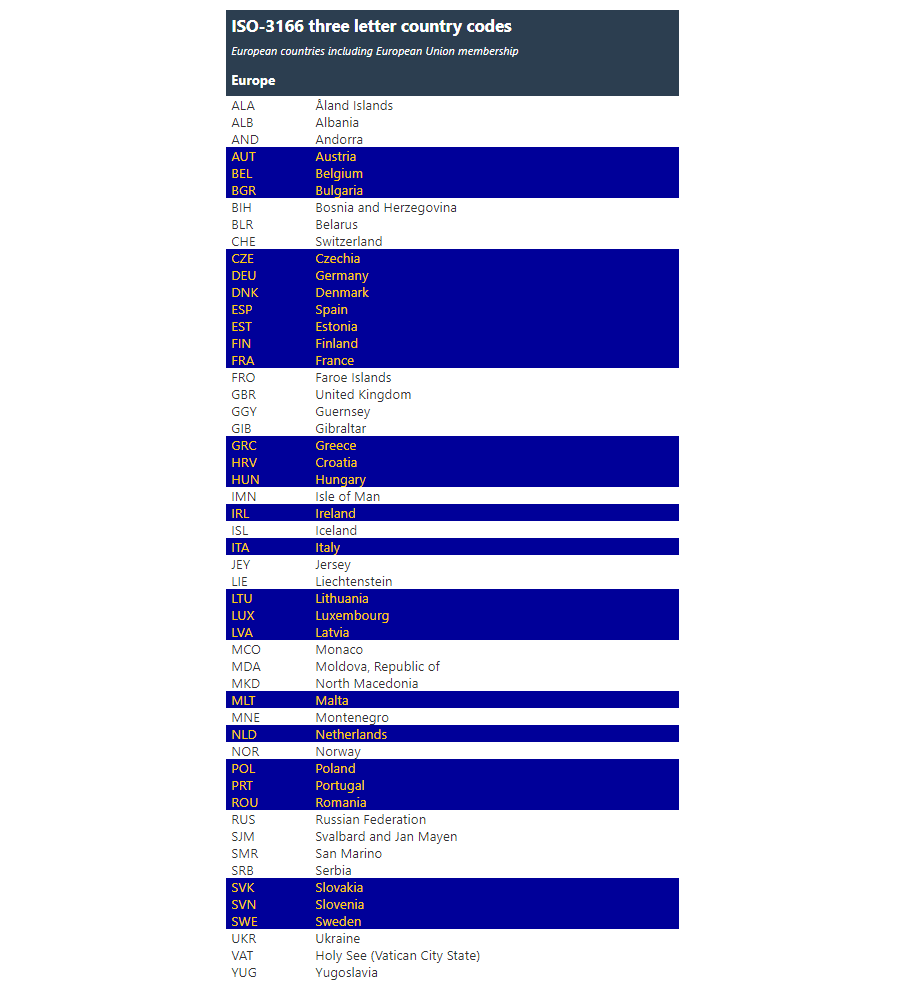 ISO-3166 three letter country codes
European countries including European Union membership
Europe
ALA Åland Islands
ALB Albania
AND Andorra
AUT Austria
BEL Belgium
BGR Bulgaria
BIH Bosnia and Herzegovina
BLR Belarus
CHE Switzerland
CZE Czechia
DEU Germany
DNK Denmark
ESP Spain
EST Estonia
FIN Finland
FRA France
FRO Faroe Islands
GBR United Kingdom
GGY Guernsey
GIB Gibraltar
GRC Greece
HRV Croatia
HUN Hungary
IMN Isle of Man
IRL Ireland
ISL Iceland
ITA Italy
JEY Jersey
LIE Liechtenstein
LTU Lithuania
LUX Luxembourg
LVA Latvia
MCO Monaco
MDA Moldova, Republic of
MKD North Macedonia
MLT Malta
MNE Montenegro
NLD Netherlands
NOR Norway
POL Poland
PRT Portugal
ROU Romania
RUS Russian Federation
SJM Svalbard and Jan Mayen
SMR San Marino
SRB Serbia
SVK Slovakia
SVN Slovenia
SWE Sweden
UKR Ukraine
VAT Holy See (Vatican City State)
YUG Yugoslavia